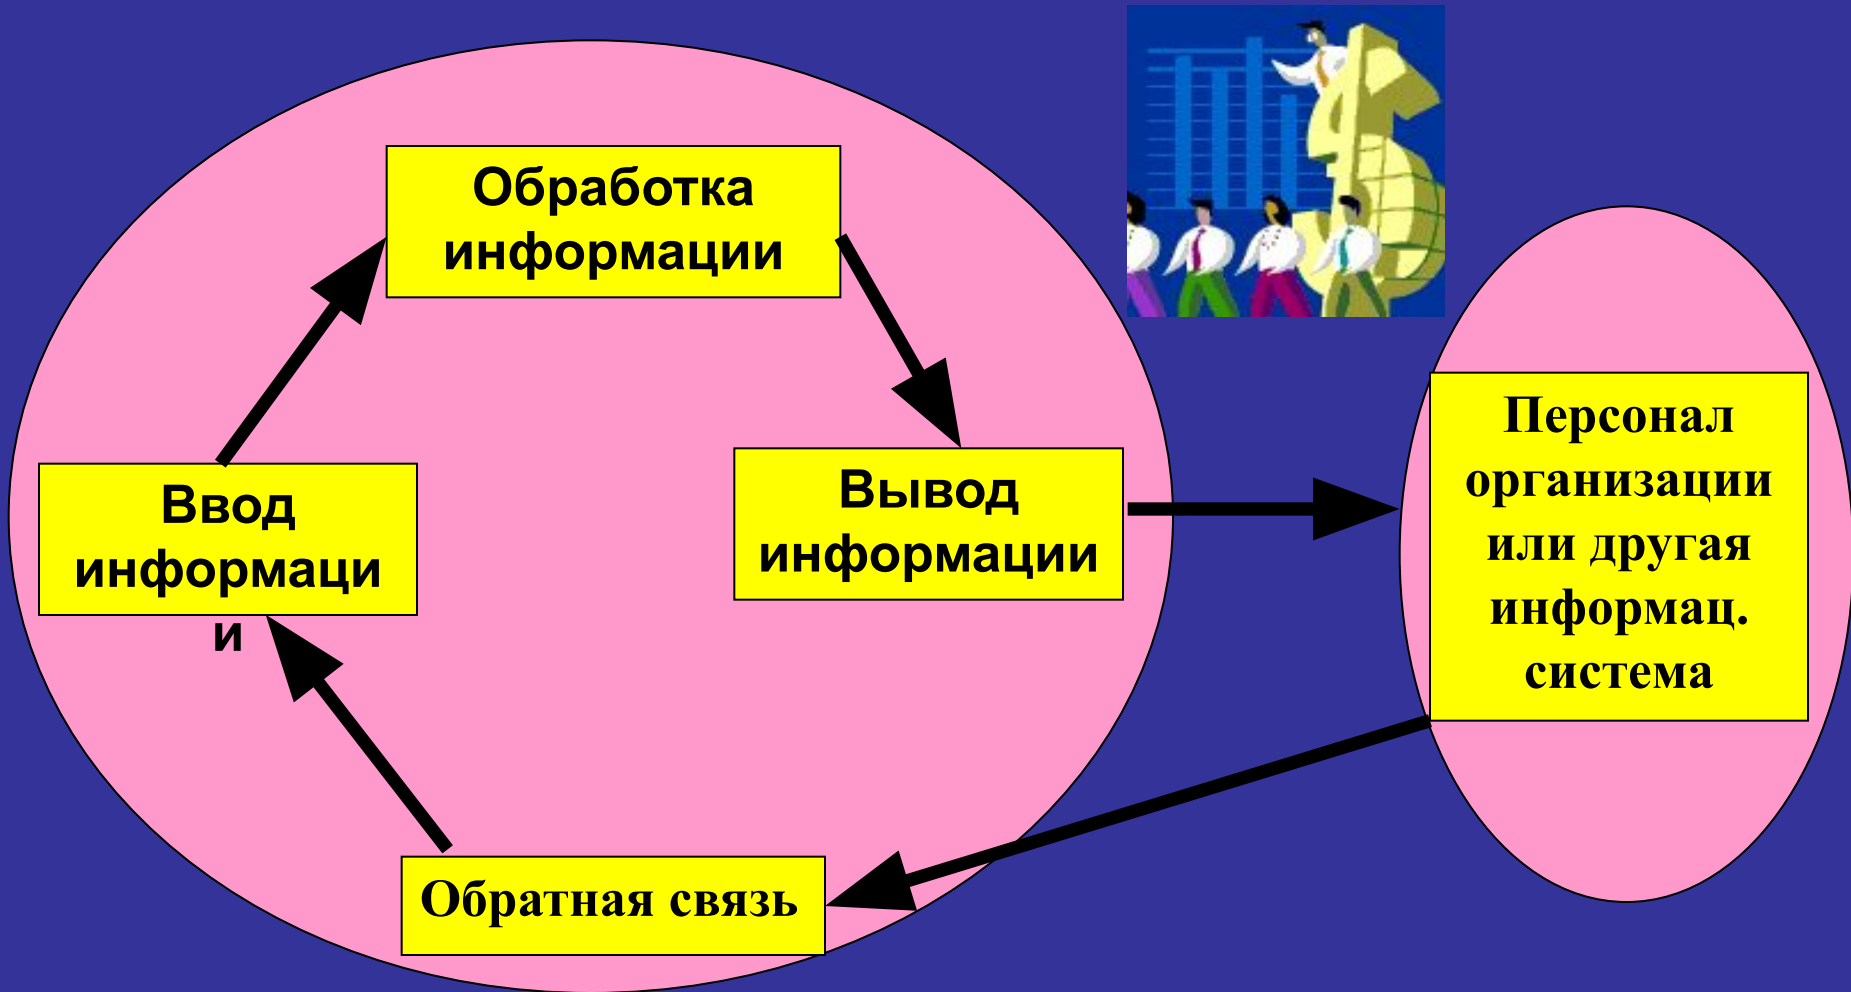 Обработка
информации
Ввод
информаци
и
Вывод
информации
Персонал
организации
или другая
информац.
система
Обратная связь